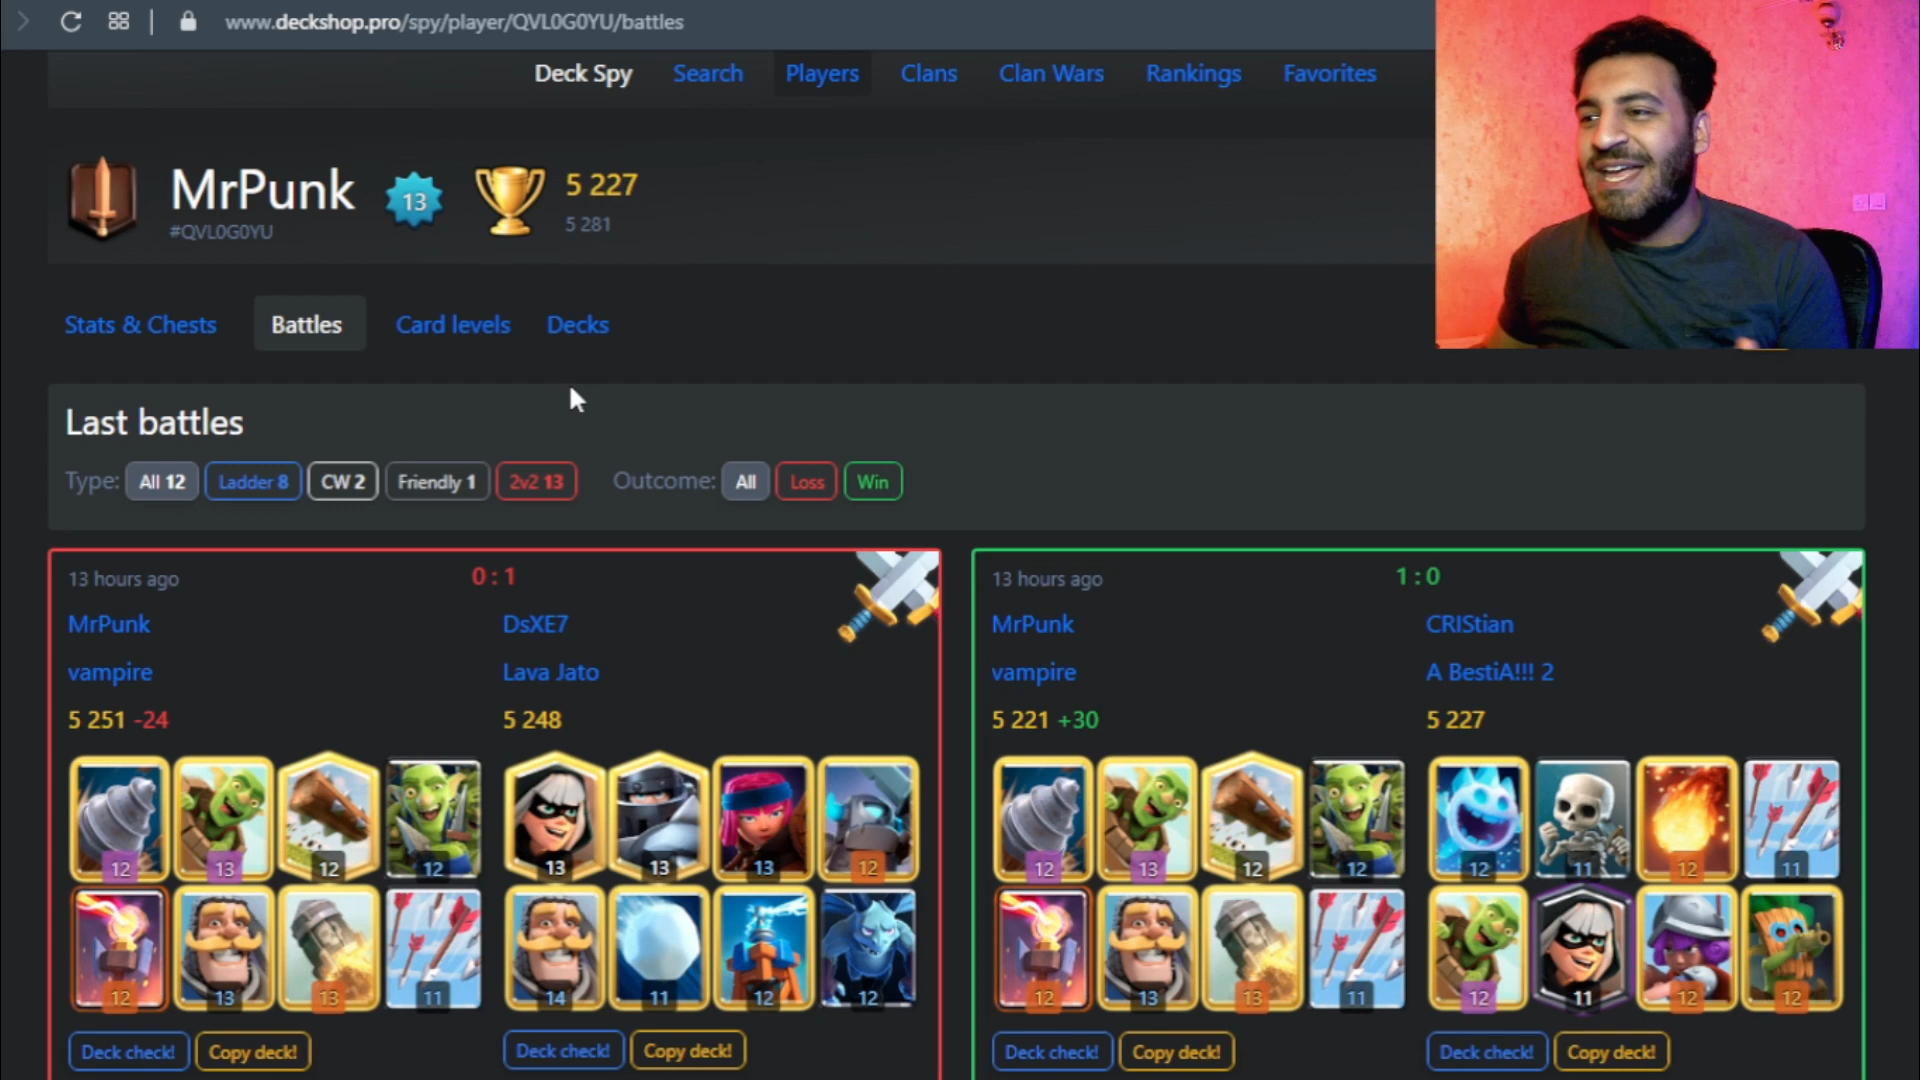 www.deckshop.pro/spy/player/QVL0G0YU/battles
Deck Spy Search Players Clans Clan Wars Rankings Favorites
MrPunk 13 5 227
#QVL0G0YU 5 281
Stats & Chests Battles Card levels Decks
Last battles
Type: All 12 Ladder 8 CW 2 Friendly 1 2v2 13 Outcome: All Loss Win
13 hours ago 0 : 1
MrPunk DsXE7
vampire Lava Jato
5 251 -24 5 248
12 13 12 12 13 13 13 12
12 13 13 11 14 11 12 12
Deck check! Copy deck! Deck check! Copy deck!
13 hours ago 1 : 0
MrPunk CRIStian
vampire A BestiA!!! 2
5 221 +30 5 227
12 13 12 12 12 11 12 11
12 13 13 11 12 11 12 12
Deck check! Copy deck! Deck check! Copy deck!